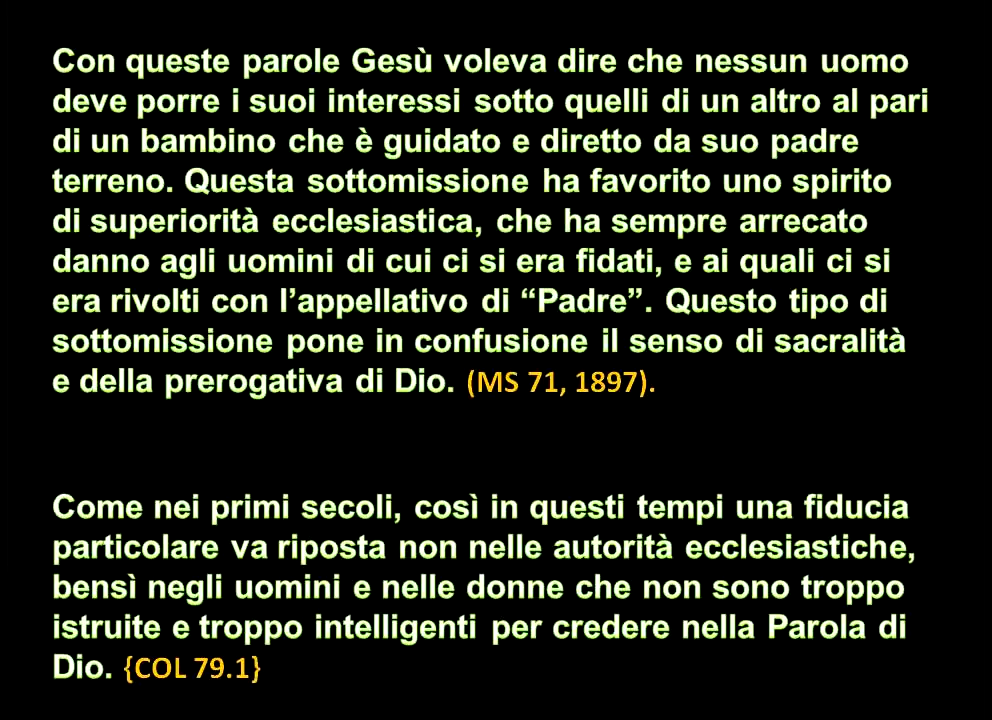 Con queste parole Gesù voleva dire che nessun uomo
deve porre i suoi interessi sotto quelli di un altro al pari
di un bambino che è guidato e diretto da suo padre
terreno. Questa sottomissione ha favorito uno spirito
di superiorità ecclesiastica, che ha sempre arrecato
danno agli uomini di cui ci si era fidati, e ai quali ci si
era rivolti con l’appellativo di “Padre”. Questo tipo di
sottomissione pone in confusione il senso di sacralità
e della prerogativa di Dio. (MS 71, 1897).
Come nei primi secoli, così in questi tempi una fiducia
particolare va riposta non nelle autorità ecclesiastiche,
bensì negli uomini e nelle donne che non sono troppo
istruite e troppo intelligenti per credere nella Parola di
Dio. {COL 79.1}